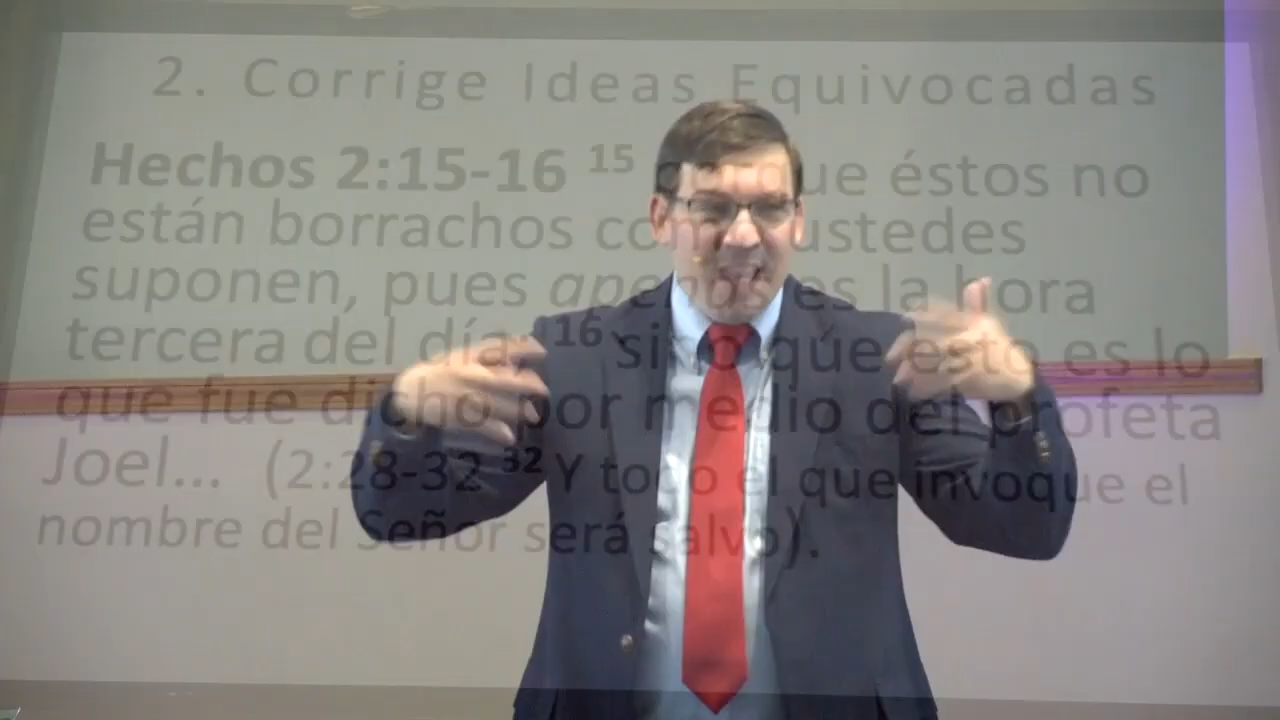 2. Corrige Ideas Equivocadas
Hechos 2:15-16 ¹⁵ porque éstos no
están borrachos como ustedes
suponen, pues apenas es la hora
tercera del día; ¹⁶ sino que esto es lo
que fue dicho por medio del profeta
Joel... (2:28-32 ³² Y todo el que invoque el
nombre del Señor será salvo).